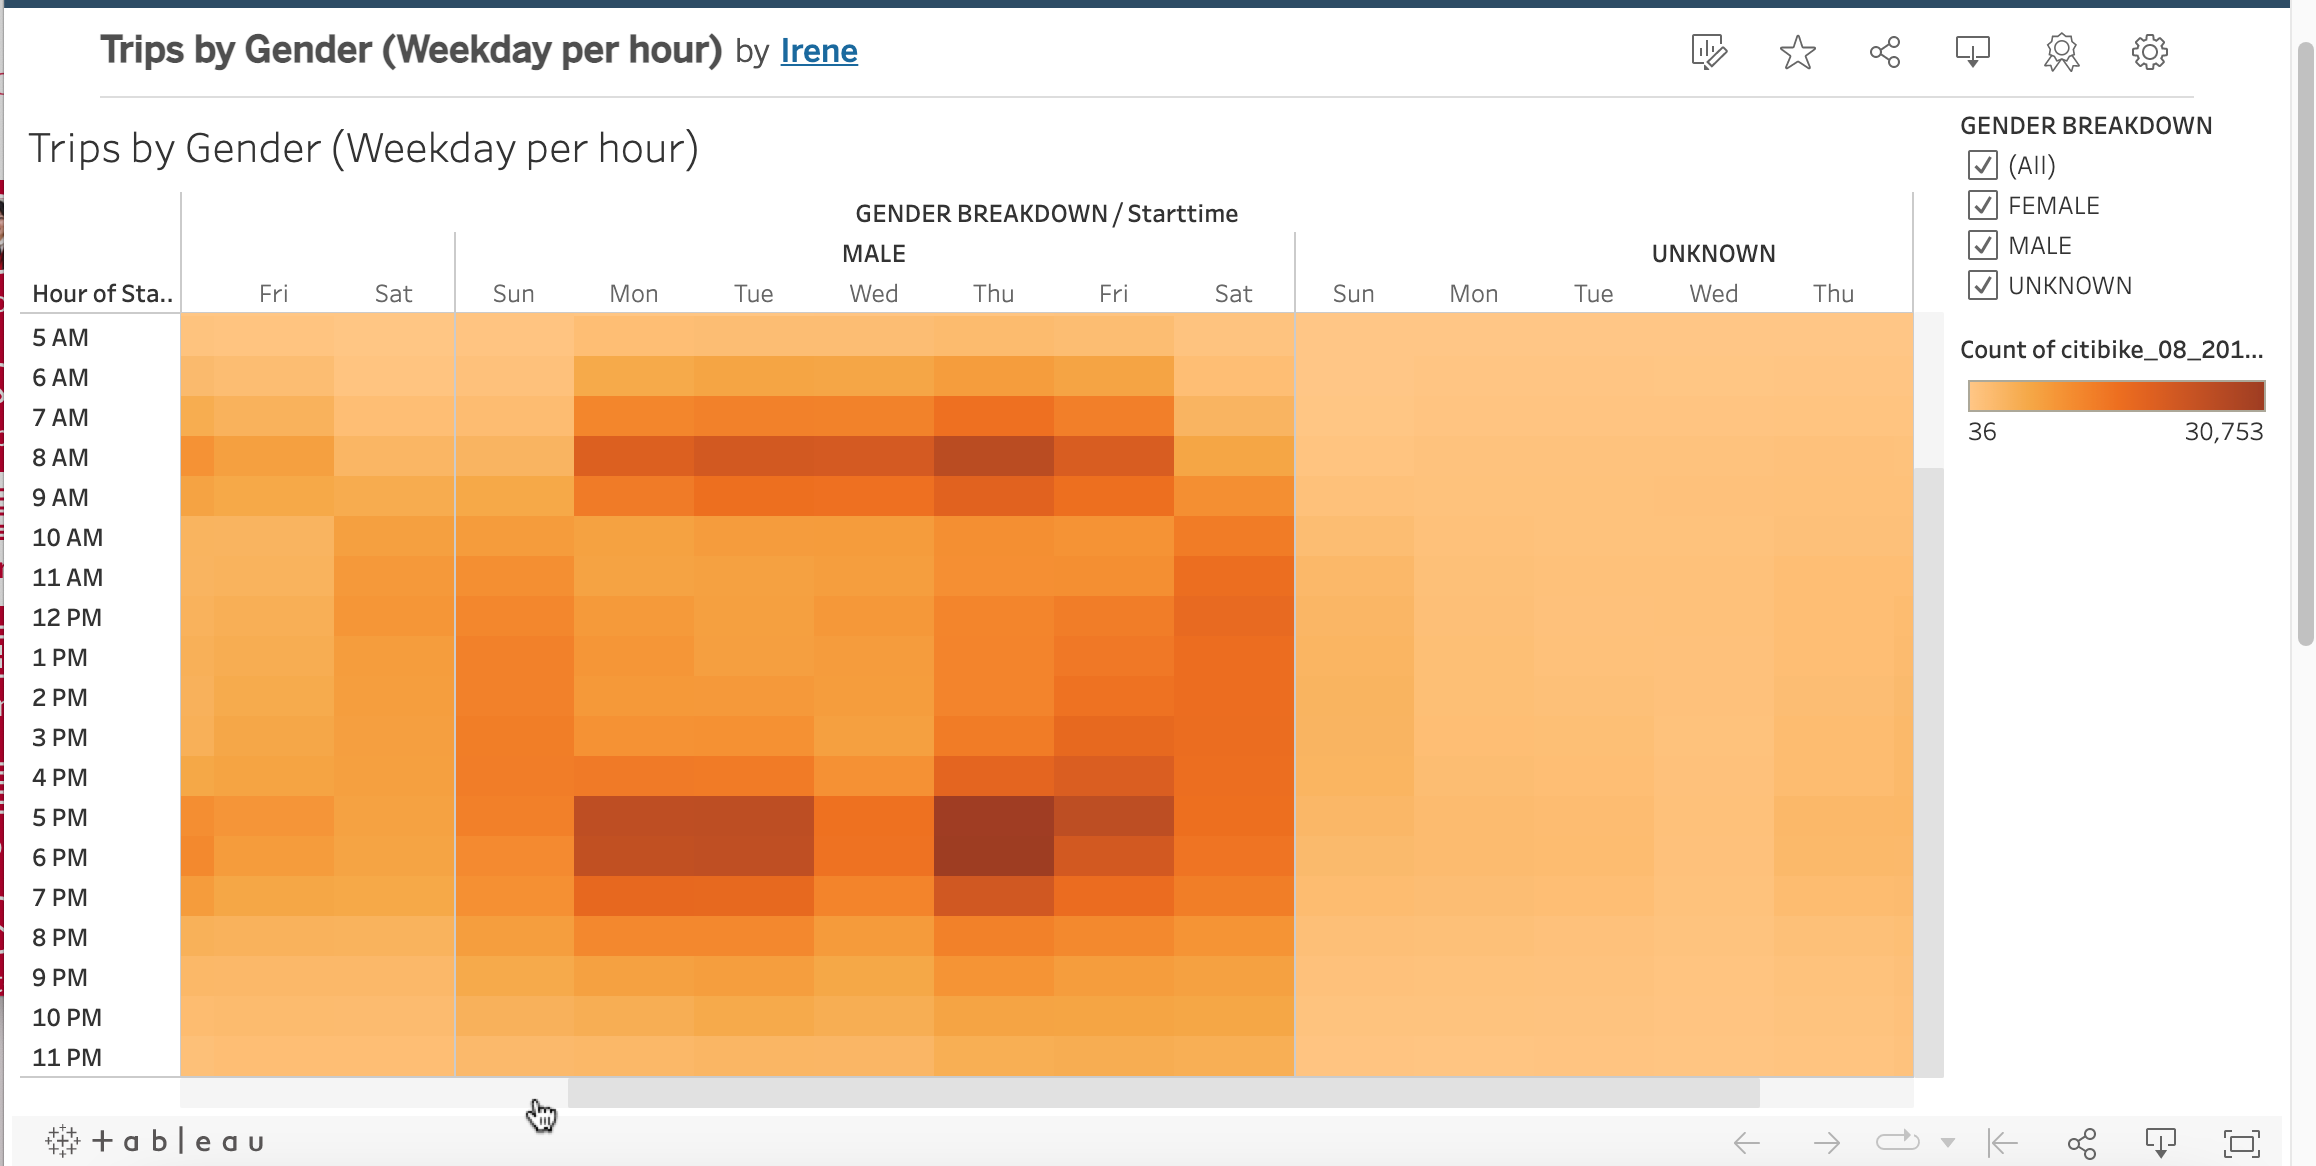 Trips by Gender (Weekday per hour) by Irene
Trips by Gender (Weekday per hour)
GENDER BREAKDOWN / Starttime
MALE UNKNOWN
Hour of Sta.. Fri Sat Sun Mon Tue Wed Thu Fri Sat Sun Mon Tue Wed Thu
5 AM
6 AM
7 AM
8 AM
9 AM
10 AM
11 AM
12 PM
1 PM
2 PM
3 PM
4 PM
5 PM
6 PM
7 PM
8 PM
9 PM
10 PM
11 PM
GENDER BREAKDOWN
(All)
FEMALE
MALE
UNKNOWN
Count of citibike_08_201...
36 30,753
+ a b | e a u